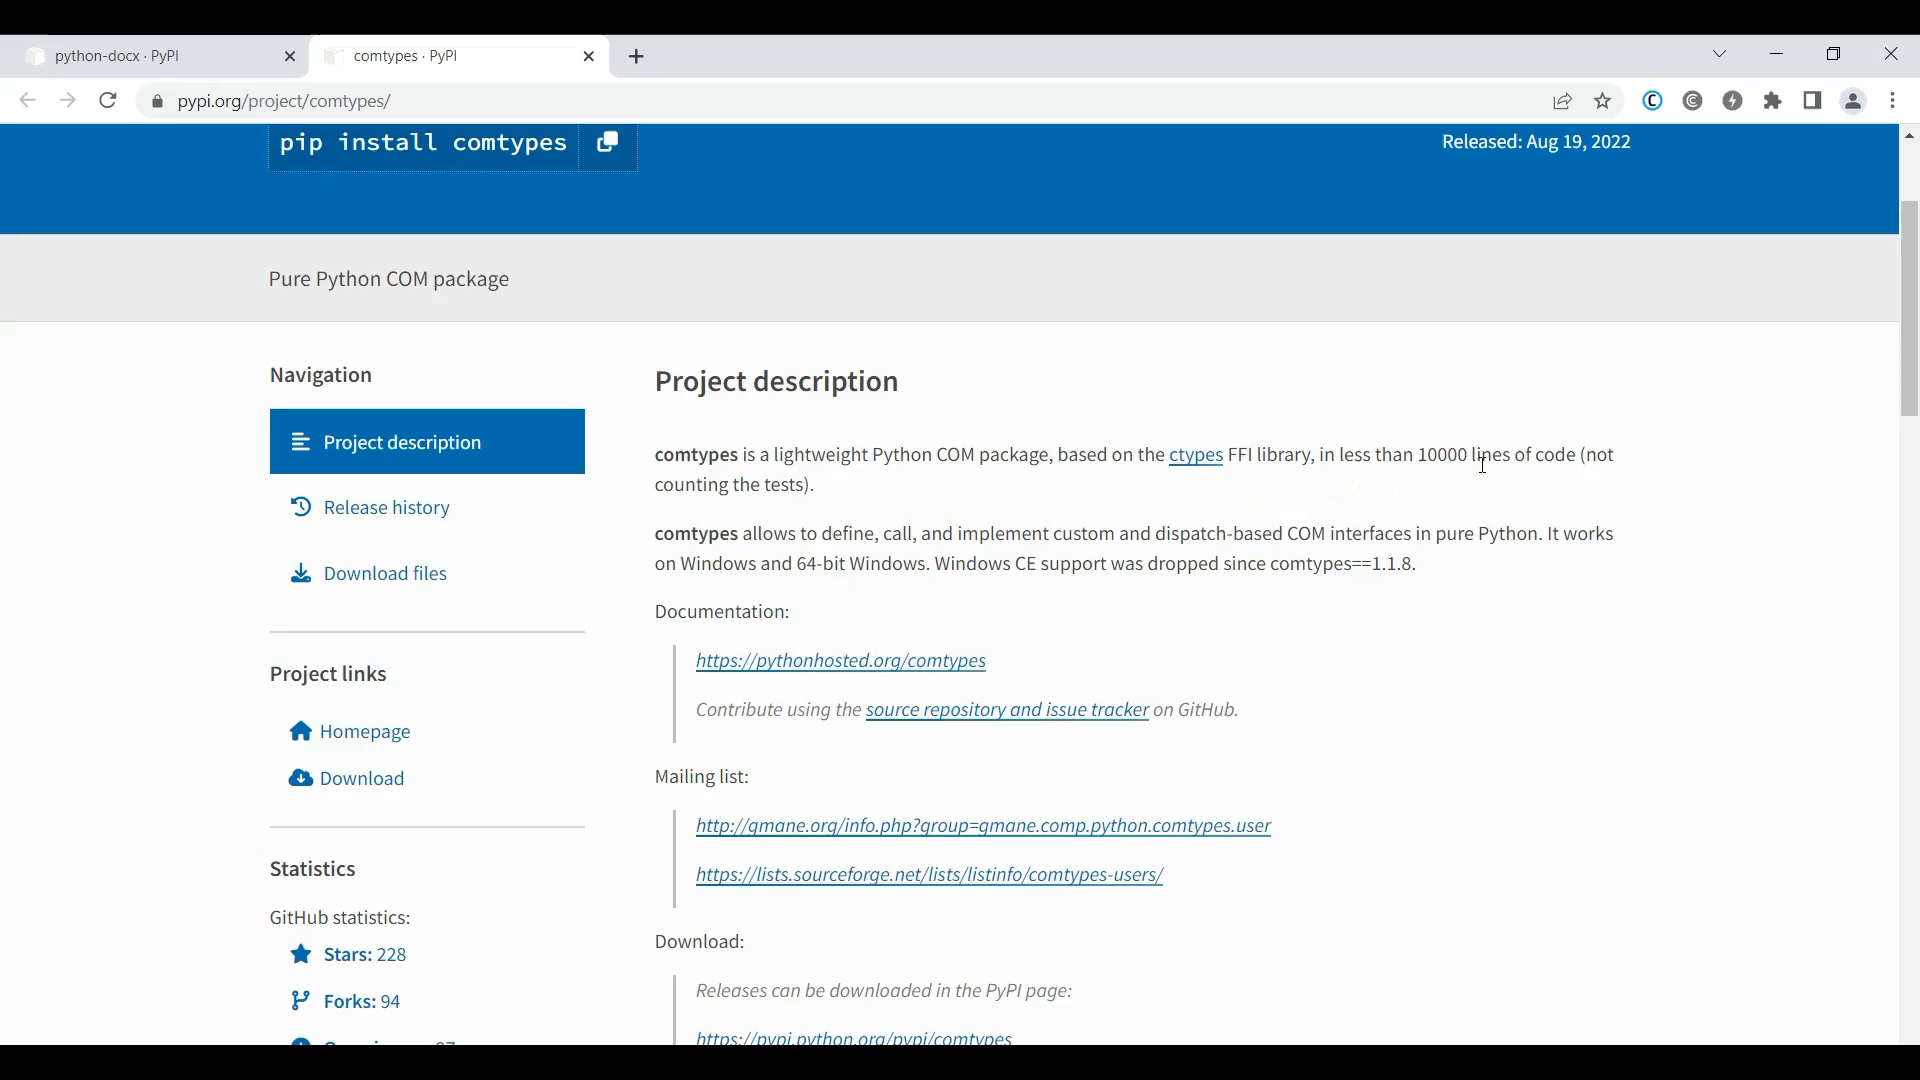 python-docx · PyPI
comtypes · PyPI
pypi.org/project/comtypes/
pip install comtypes
Released: Aug 19, 2022
Pure Python COM package
Navigation
Project description
Release history
Download files
Project links
Homepage
Download
Statistics
GitHub statistics:
Stars: 228
Forks: 94
Project description
comtypes is a lightweight Python COM package, based on the ctypes FFI library, in less than 10000 lines of code (not
counting the tests).
comtypes allows to define, call, and implement custom and dispatch-based COM interfaces in pure Python. It works
on Windows and 64-bit Windows. Windows CE support was dropped since comtypes==1.1.8.
Documentation:
https://pythonhosted.org/comtypes
Contribute using the source repository and issue tracker on GitHub.
Mailing list:
http://gmane.org/info.php?group=gmane.comp.python.comtypes.user
https://lists.sourceforge.net/lists/listinfo/comtypes-users/
Download:
Releases can be downloaded in the PyPI page:
https://pypi.python.org/pypi/comtypes